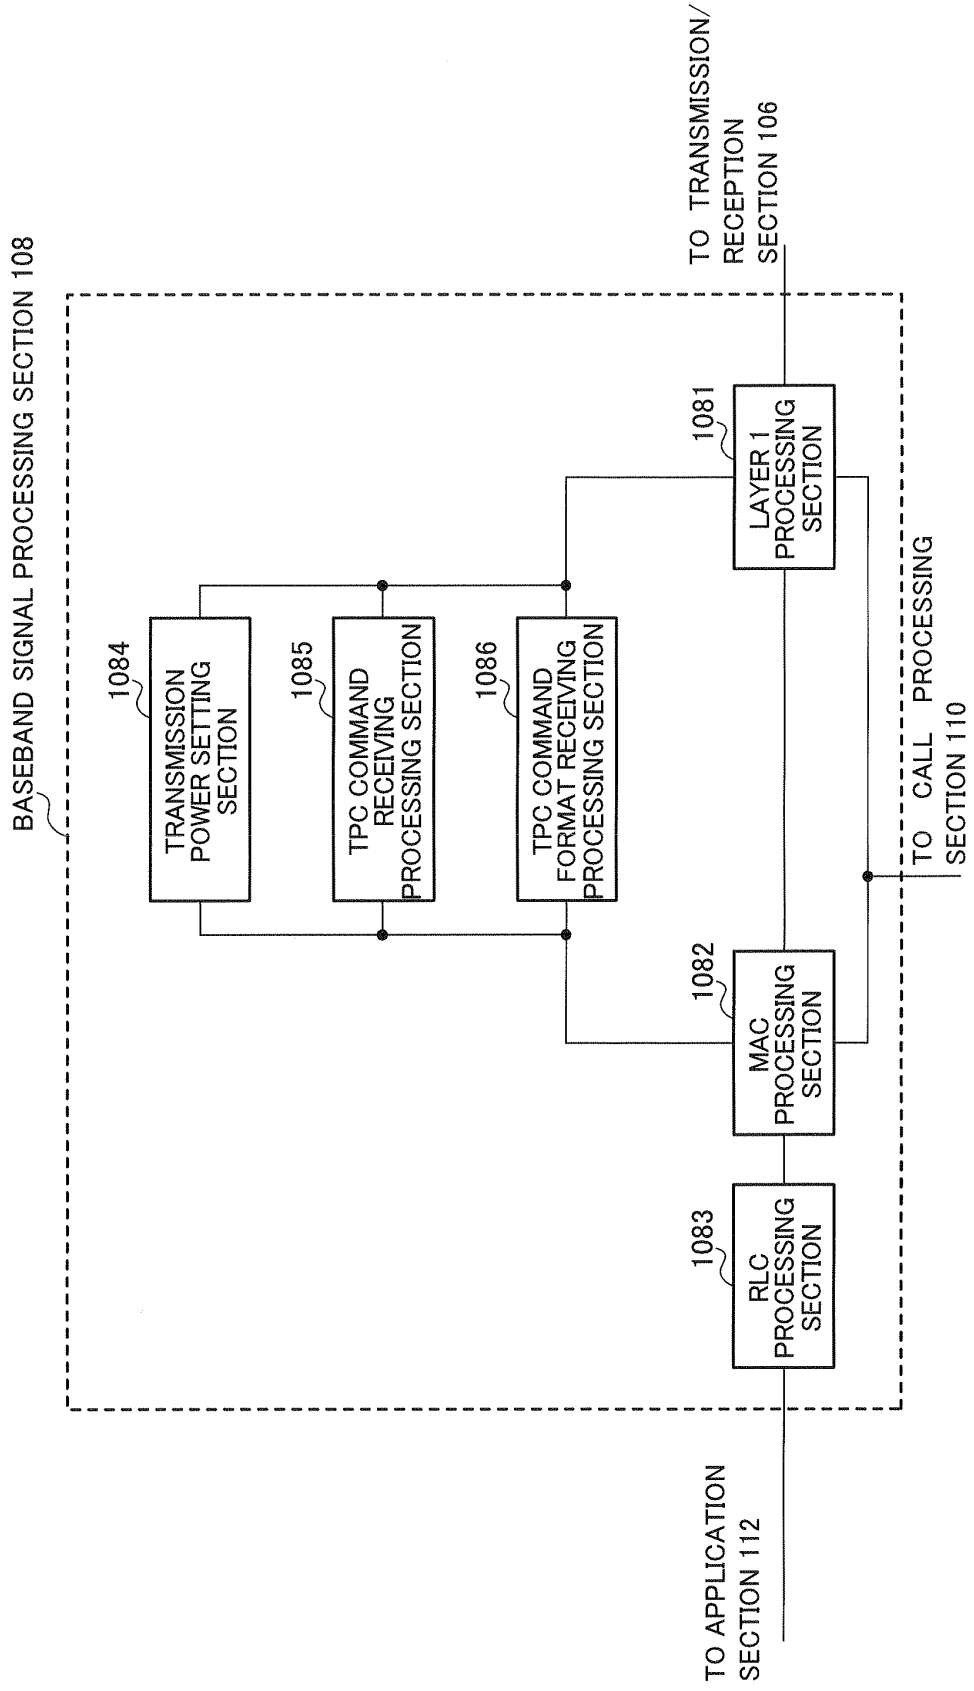 BASEBAND SIGNAL PROCESSING SECTION 108
1084
TRANSMISSION
POWER SETTING
SECTION
1085
TPC COMMAND
RECEIVING
PROCESSING SECTION
1086
TPC COMMAND
FORMAT RECEIVING
PROCESSING SECTION
1083
RLC
PROCESSING
SECTION
1082
MAC
PROCESSING
SECTION
1081
LAYER 1
PROCESSING
SECTION
TO APPLICATION
SECTION 112
TO TRANSMISSION/
RECEPTION
SECTION 106
TO CALL PROCESSING
SECTION 110